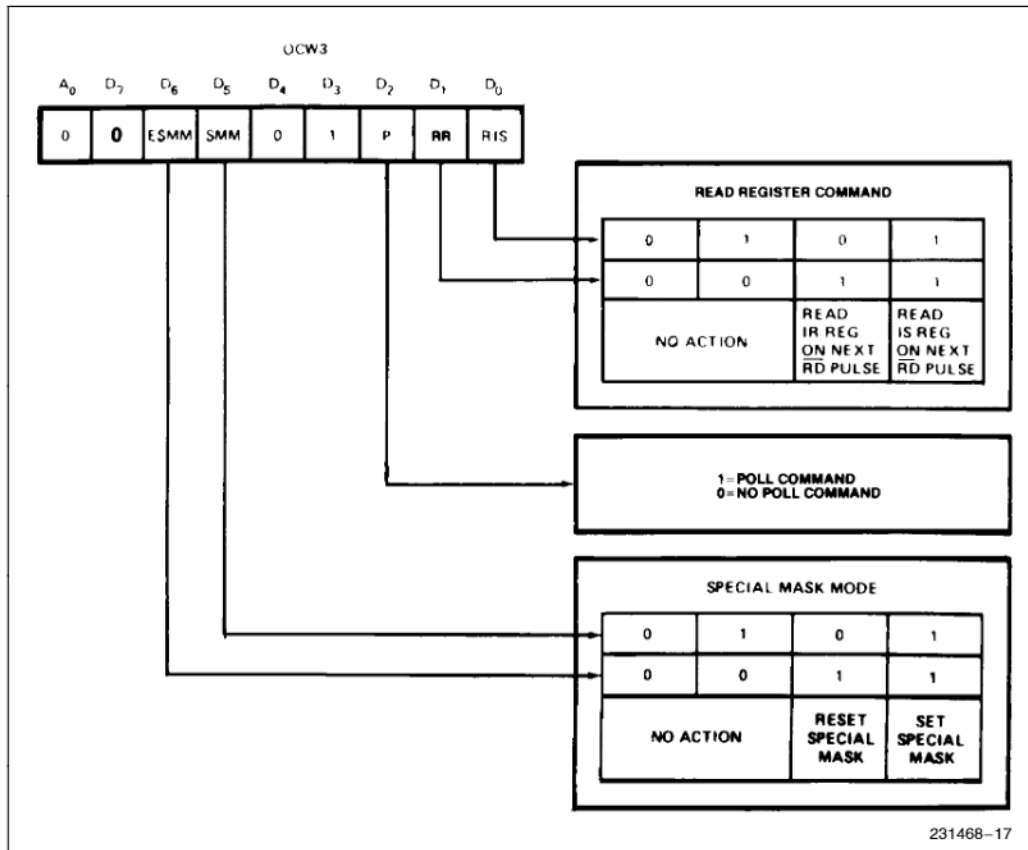 OCW3
A0 D7 D6 D5 D4 D3 D2 D1 D0
0 0 ESMM SMM 0 1 P RR RIS
READ REGISTER COMMAND
0 1 0 1
0 0 1 1
NO ACTION
READ
IR REG
ON NEXT
RD PULSE
READ
IS REG
ON NEXT
RD PULSE
1 = POLL COMMAND
0 = NO POLL COMMAND
SPECIAL MASK MODE
0 1 0 1
0 0 1 1
NO ACTION
RESET
SPECIAL
MASK
SET
SPECIAL
MASK
231468–17